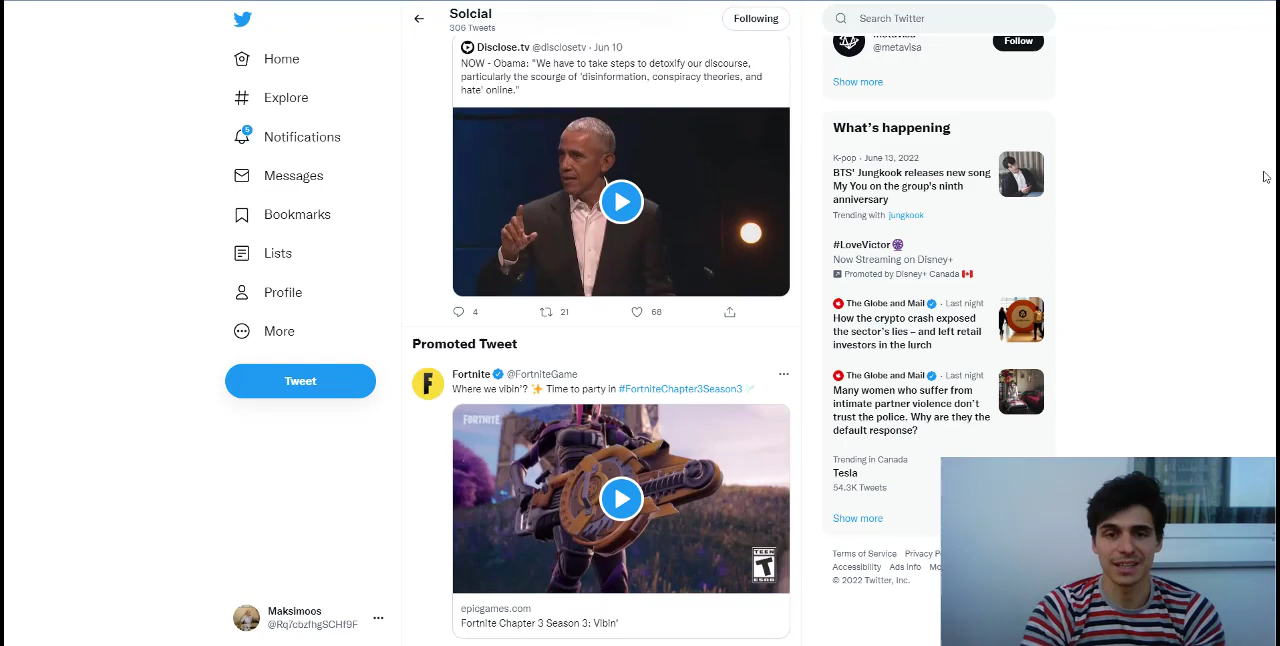 Solcial
306 Tweets
Following
Search Twitter
Home
Explore
5
Notifications
Messages
Bookmarks
Lists
Profile
More
Tweet
Maksimoos
@Rq7cbzfhgSCHf9F
Disclose.tv @disclosetv · Jun 10
NOW - Obama: "We have to take steps to detoxify our discourse,
particularly the scourge of 'disinformation, conspiracy theories, and
hate' online."
4 21 68
Promoted Tweet
Fortnite @FortniteGame
Where we vibin'? ✨ Time to party in #FortniteChapter3Season3
FORTNITE
TEEN
T
ESRB
epicgames.com
Fortnite Chapter 3 Season 3: Vibin'
metavisa
@metavisa
Follow
Show more
What's happening
K-pop · June 13, 2022
BTS' Jungkook releases new song
My You on the group's ninth
anniversary
Trending with jungkook
#LoveVictor
Now Streaming on Disney+
Promoted by Disney+ Canada 🇨🇦
The Globe and Mail · Last night
How the crypto crash exposed
the sector's lies – and left retail
investors in the lurch
The Globe and Mail · Last night
Many women who suffer from
intimate partner violence don't
trust the police. Why are they the
default response?
Trending in Canada
Tesla
54.3K Tweets
Show more
Terms of Service Privacy P
Accessibility Ads info Mo
© 2022 Twitter, Inc.